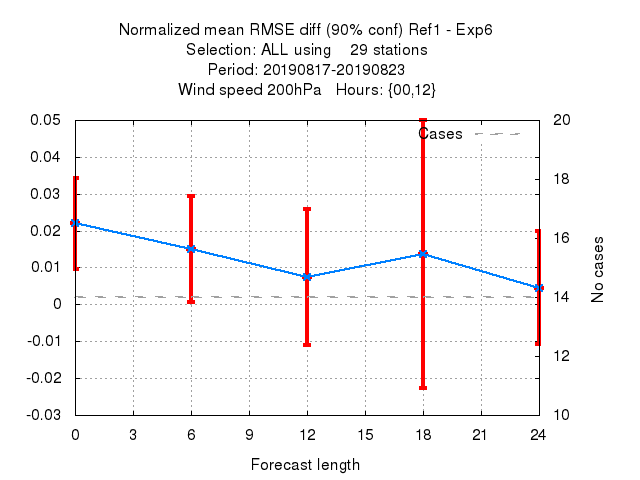 Normalized mean RMSE diff (90% conf) Ref1 - Exp6
Selection: ALL using    29 stations
Period: 20190817-20190823
Wind speed 200hPa   Hours: {00,12}
Cases
0.05
0.04
0.03
0.02
0.01
0
-0.01
-0.02
-0.03
20
18
16
14
12
10
No cases
0 3 6 9 12 15 18 21 24
Forecast length